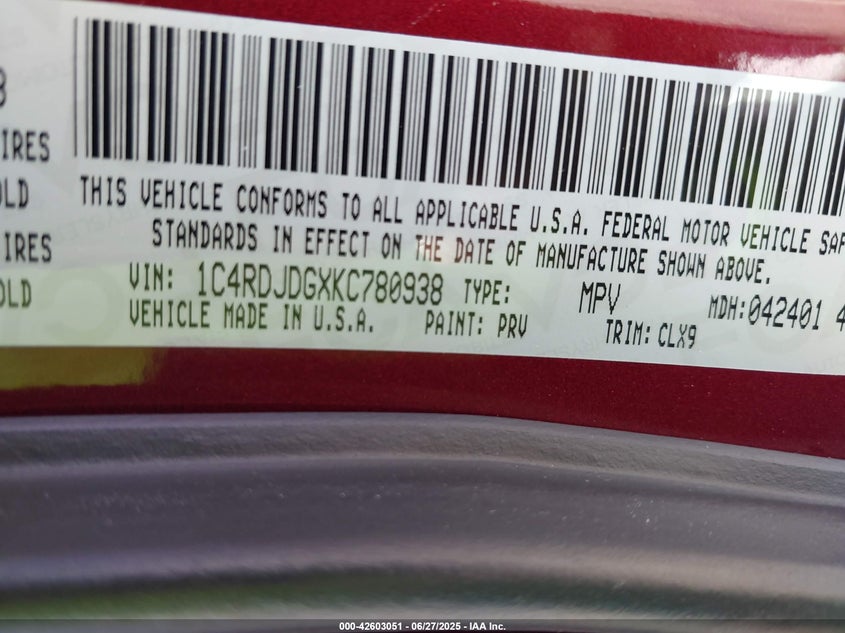 8
IRES
OLD
IRES
OLD
THIS VEHICLE CONFORMS TO ALL APPLICABLE U.S.A. FEDERAL MOTOR VEHICLE SAF
STANDARDS IN EFFECT ON THE DATE OF MANUFACTURE SHOWN ABOVE.
VIN: 1C4RDJDGXKC780938 TYPE: MPV MDH:042401 4
VEHICLE MADE IN U.S.A. PAINT: PRV TRIM: CLX9
000-42603051 - 06/27/2025 - IAA Inc.